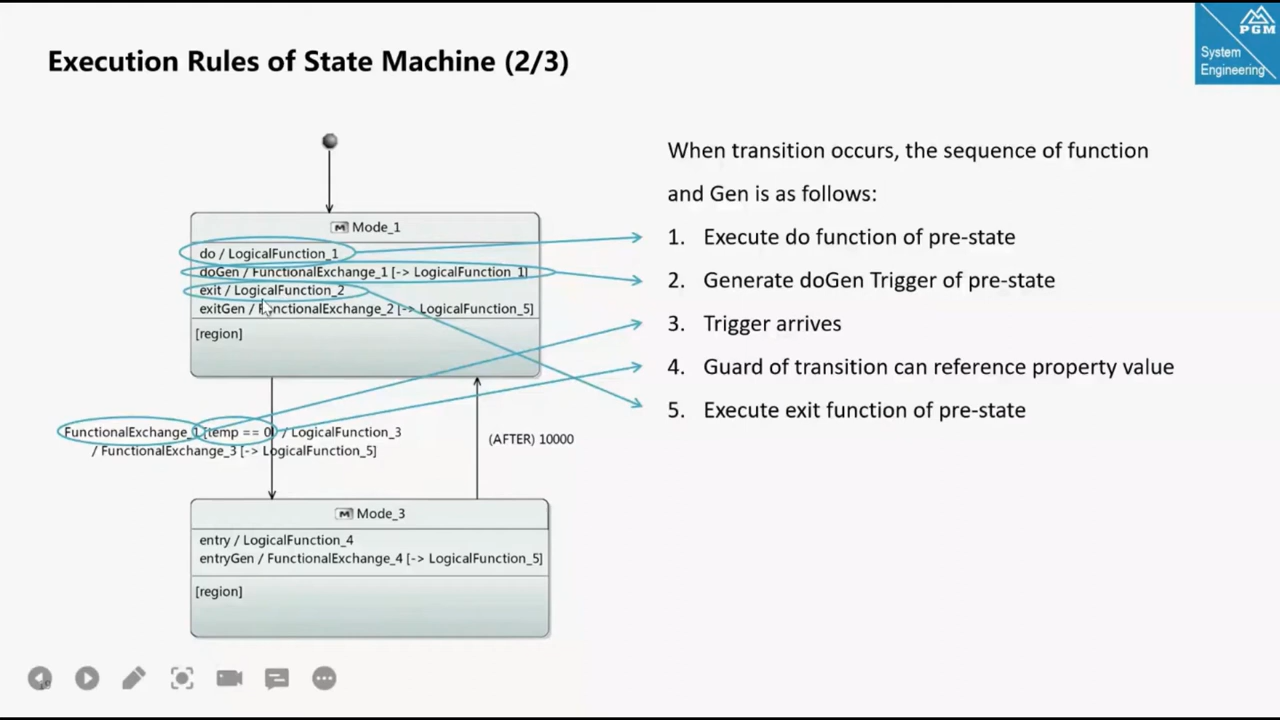 Execution Rules of State Machine (2/3)
PGM
System
Engineering
Mode_1
do / LogicalFunction_1
doGen / FunctionalExchange_1 [-> LogicalFunction_1]
exit / LogicalFunction_2
exitGen / FunctionalExchange_2 [-> LogicalFunction_5]
[region]
FunctionalExchange_1 [temp == 0] / LogicalFunction_3
/ FunctionalExchange_3 [-> LogicalFunction_5]
(AFTER) 10000
Mode_3
entry / LogicalFunction_4
entryGen / FunctionalExchange_4 [-> LogicalFunction_5]
[region]
When transition occurs, the sequence of function
and Gen is as follows:
1. Execute do function of pre-state
2. Generate doGen Trigger of pre-state
3. Trigger arrives
4. Guard of transition can reference property value
5. Execute exit function of pre-state